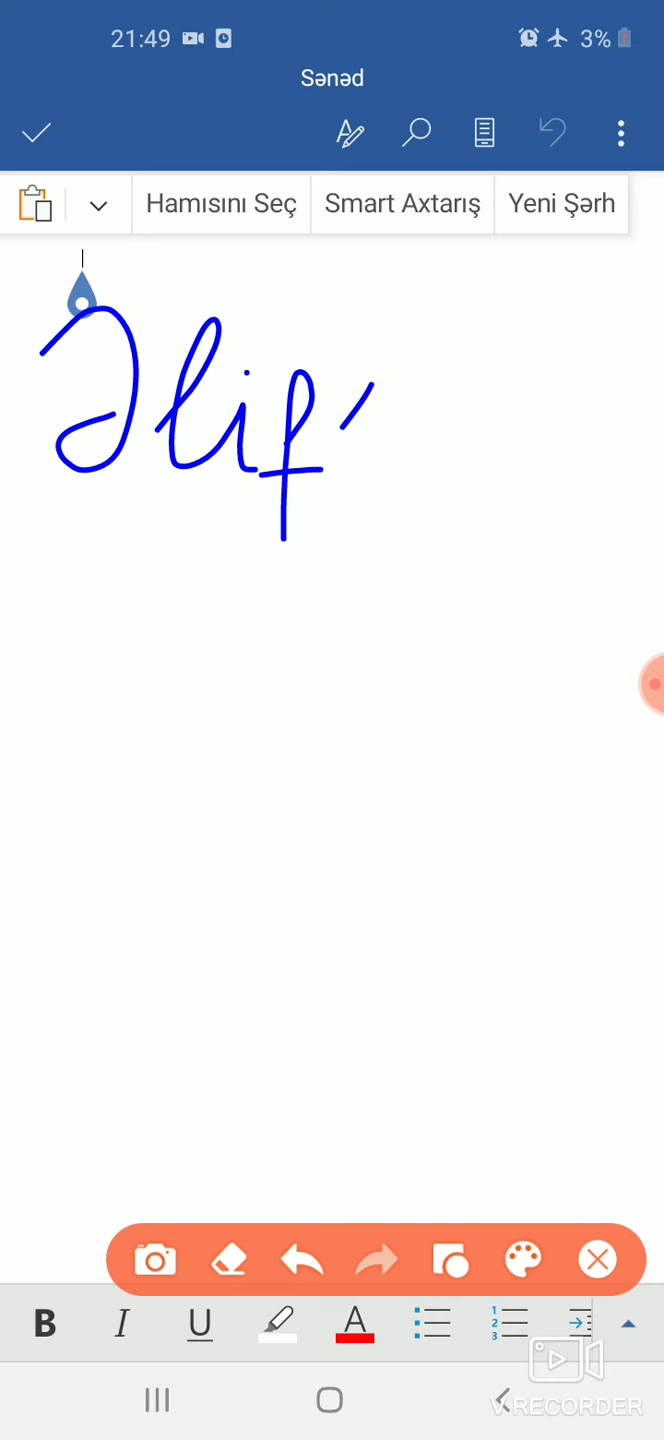 21:49
3%
Sənəd
Hamısını Seç
Smart Axtarış
Yeni Şərh
Əlif
B I U A
V RECORDER